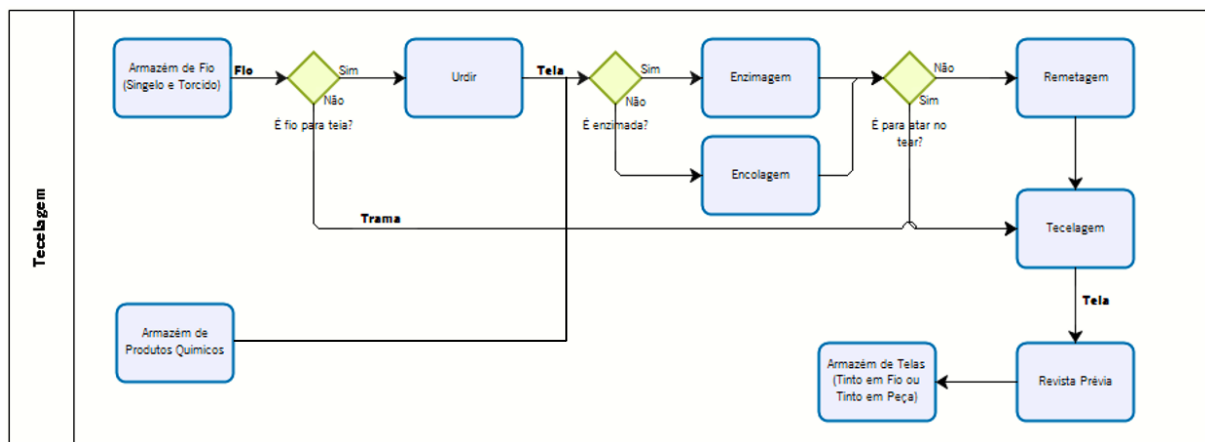 Tecelagem
Armazém de Fio
(Singelo e Torcido)
Fio
Sim
Não
É fio para teia?
Urdir
Tela
Sim
Não
É enzimada?
Enzimagem
Encolagem
Não
Sim
É para atar no
tear?
Remetagem
Trama
Tecelagem
Tela
Armazém de
Produtos Quimicos
Armazém de Telas
(Tinto em Fio ou
Tinto em Peça)
Revista Prévia